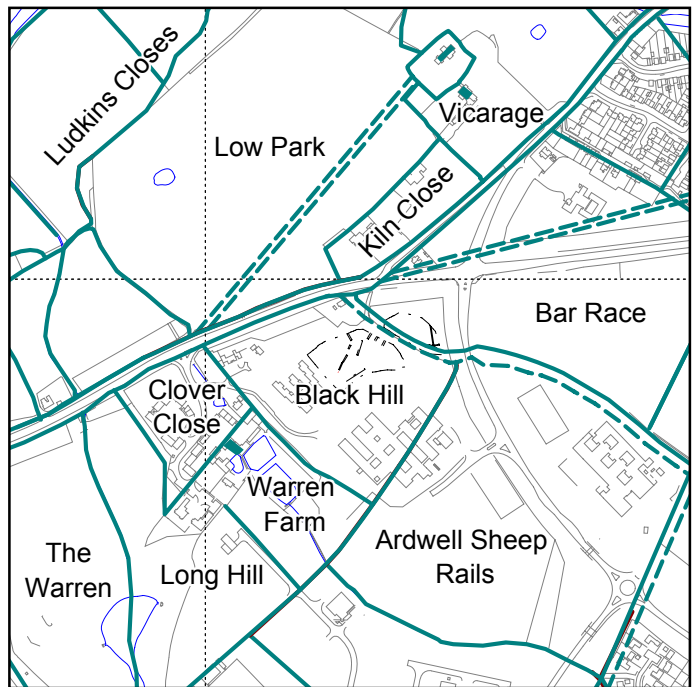 Ludkins Closes
Low Park
Vicarage
Kiln Close
Bar Race
Clover
Close
Black Hill
Warren
Farm
The
Warren
Long Hill
Ardwell Sheep
Rails